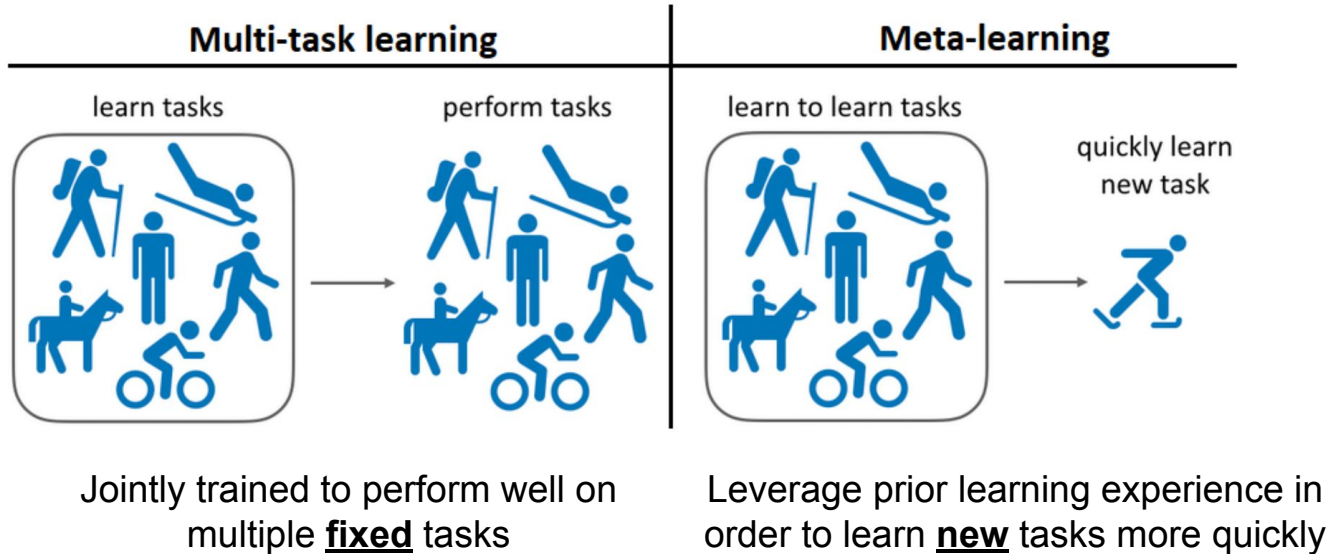 Multi-task learning
learn tasks
perform tasks
Jointly trained to perform well on
multiple fixed tasks
Meta-learning
learn to learn tasks
quickly learn
new task
Leverage prior learning experience in
order to learn new tasks more quickly